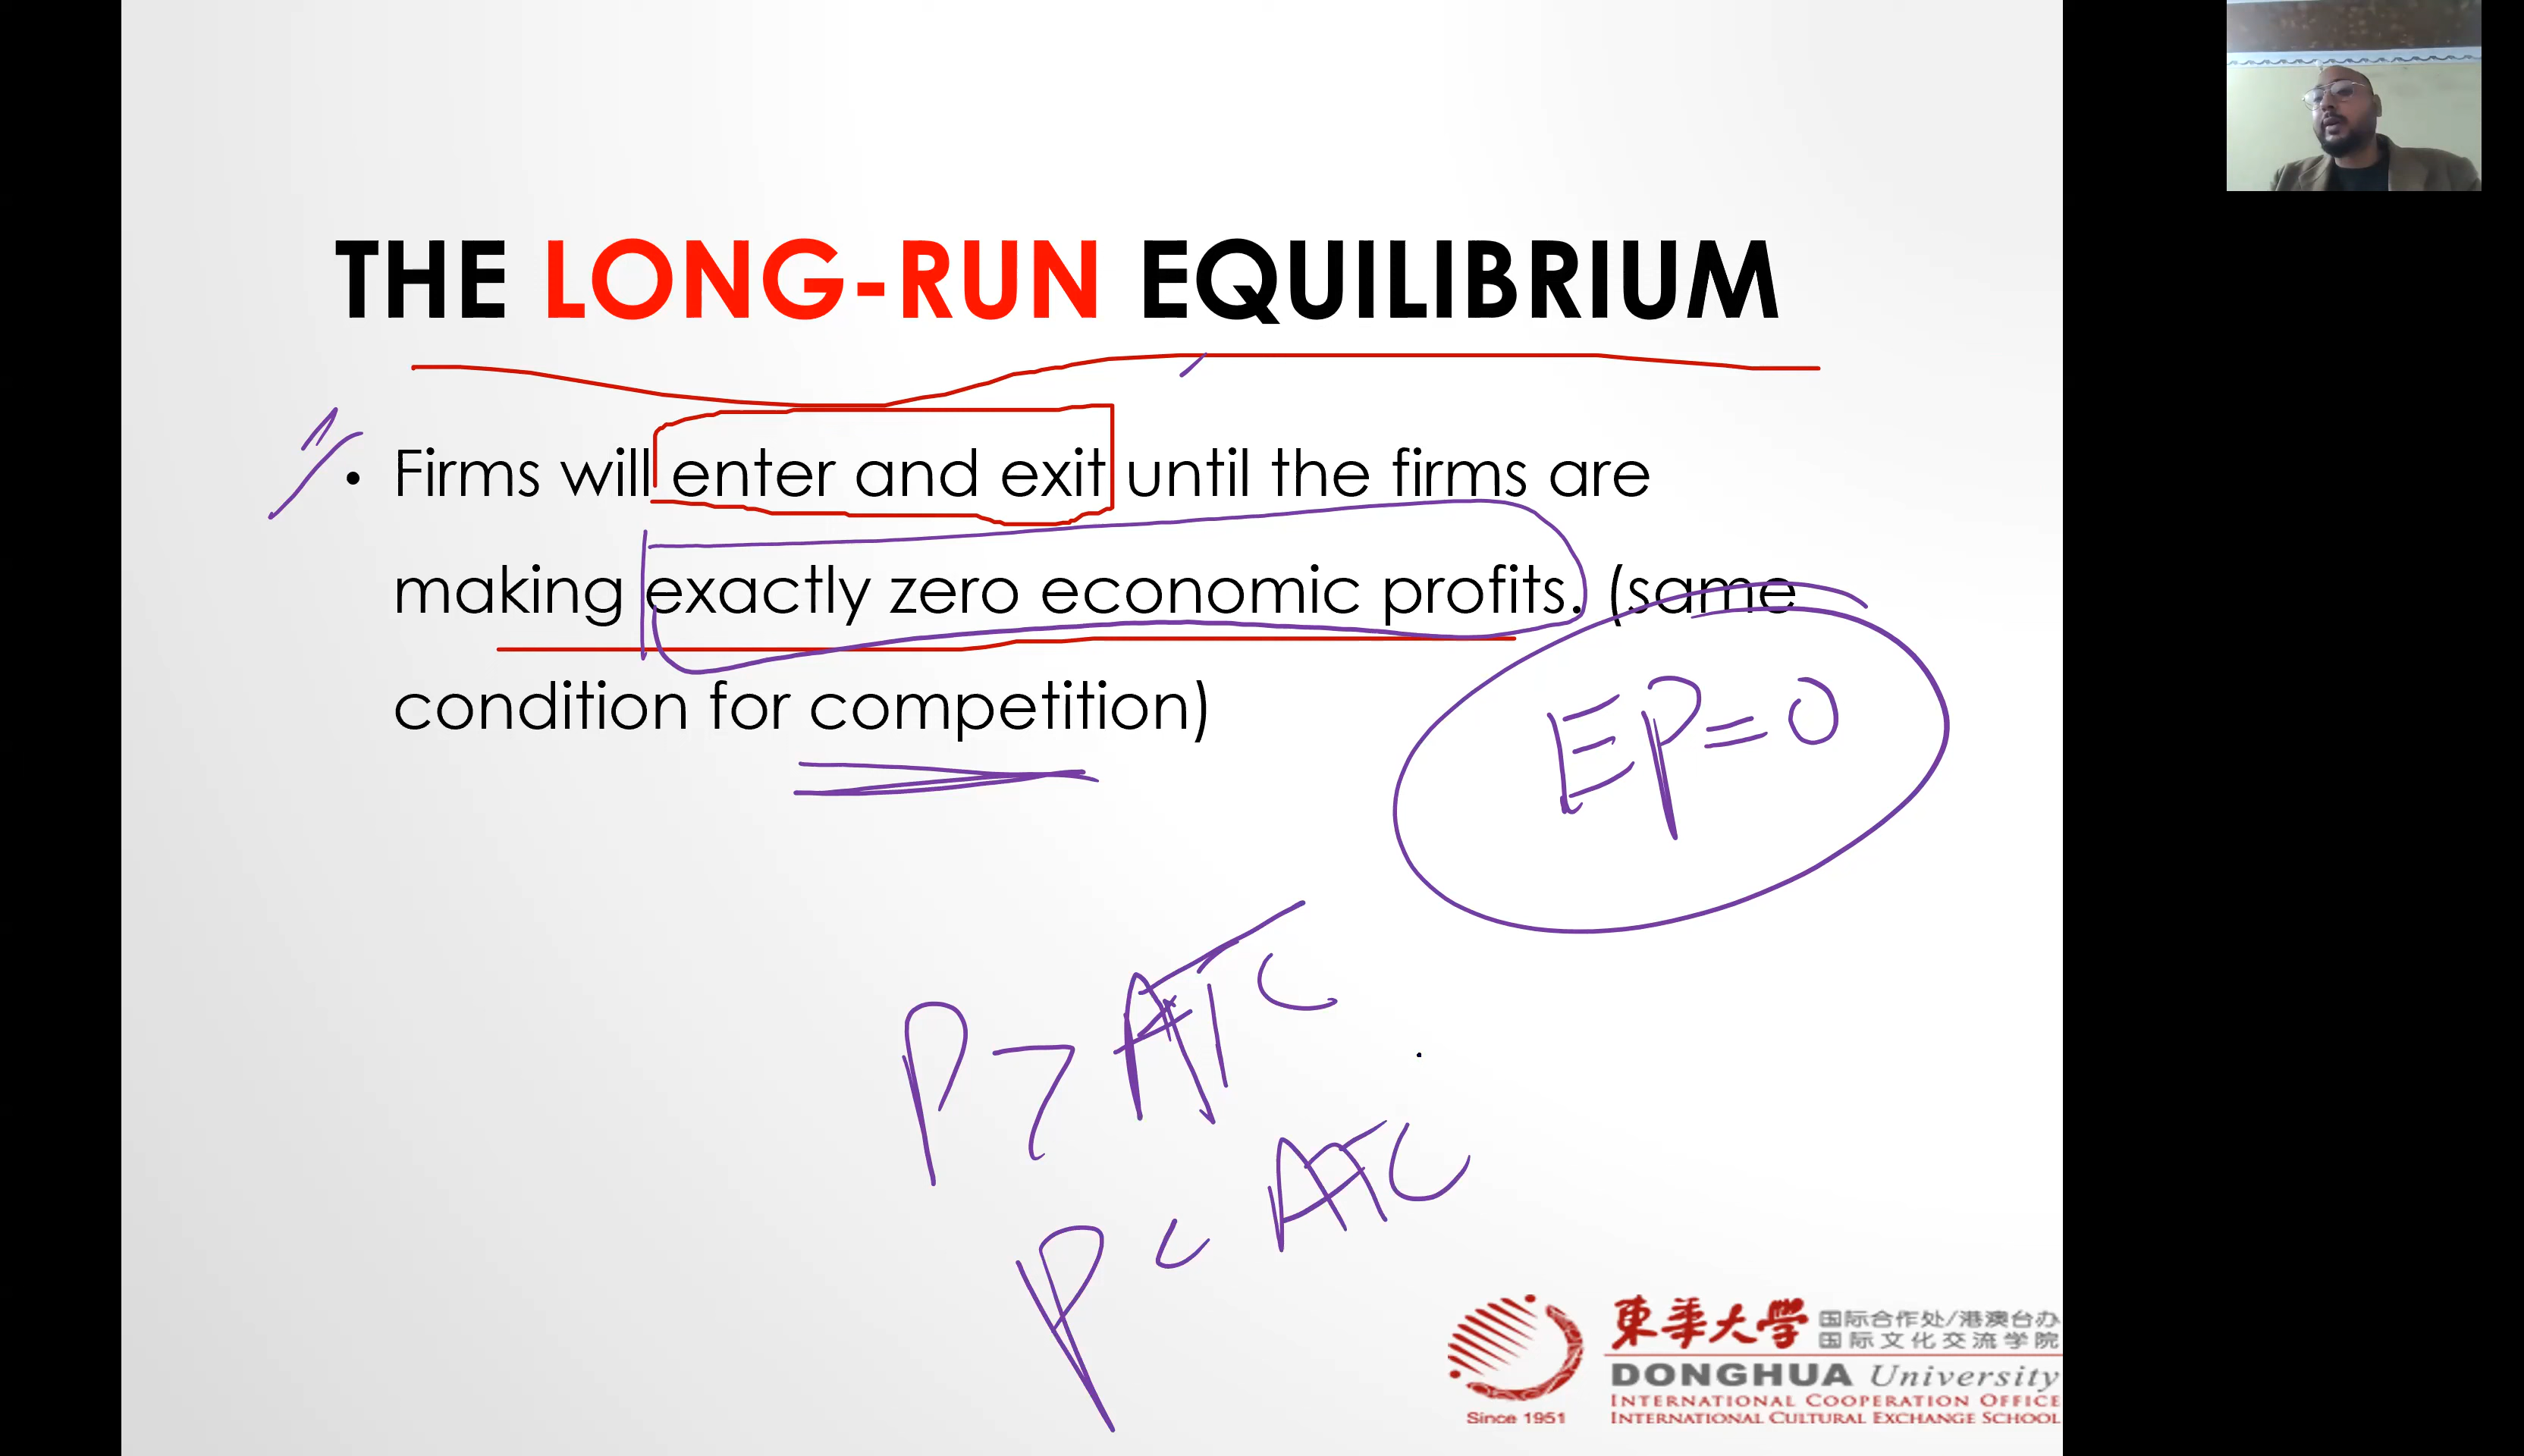 THE LONG-RUN EQUILIBRIUM
• Firms will enter and exit until the firms are
making exactly zero economic profits. (same
condition for competition)
EP=0
P > ATC
P < ATC
東華大學 国际合作处/港澳台办
国际文化交流学院
DONGHUA University
INTERNATIONAL COOPERATION OFFICE
Since 1951 INTERNATIONAL CULTURAL EXCHANGE SCHOOL